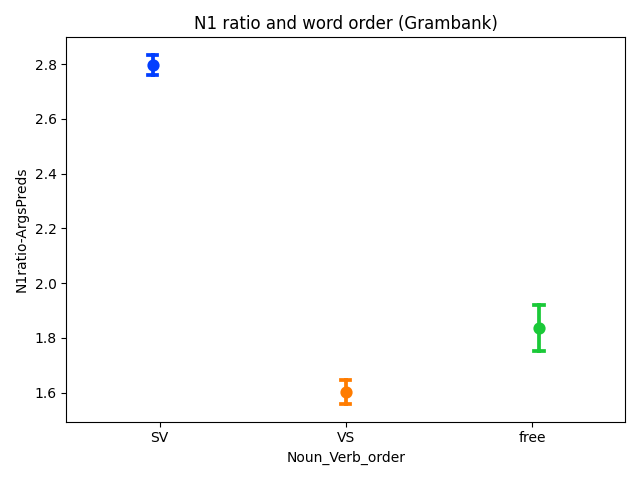 N1 ratio and word order (Grambank)
N1ratio-ArgsPreds
2.8
2.6
2.4
2.2
2.0
1.8
1.6
SV VS free
Noun_Verb_order